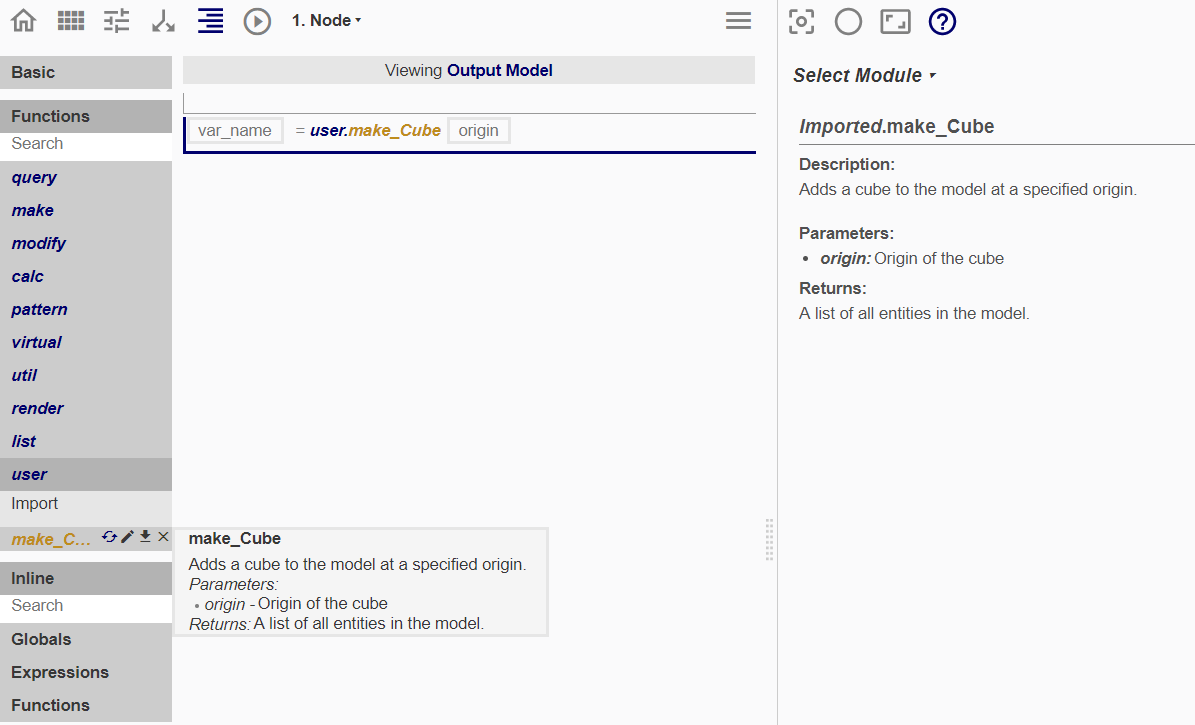 1. Node
Basic
Functions
Search
query
make
modify
calc
pattern
virtual
util
render
list
user
Import
make_C...
Inline
Search
Globals
Expressions
Functions
Viewing Output Model
var_name = user.make_Cube origin
make_Cube
Adds a cube to the model at a specified origin.
Parameters:
• origin - Origin of the cube
Returns: A list of all entities in the model.
?
Select Module
Imported.make_Cube
Description:
Adds a cube to the model at a specified origin.
Parameters:
• origin: Origin of the cube
Returns:
A list of all entities in the model.